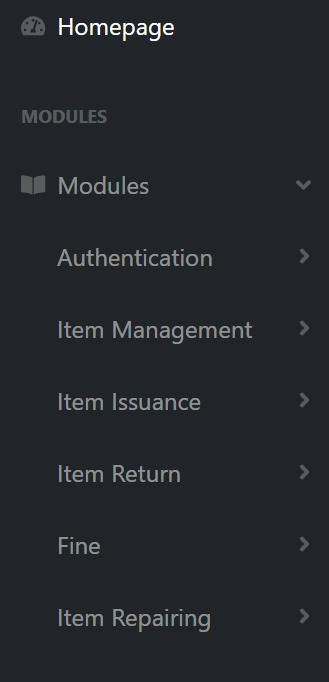 Homepage
MODULES
Modules
Authentication
Item Management
Item Issuance
Item Return
Fine
Item Repairing